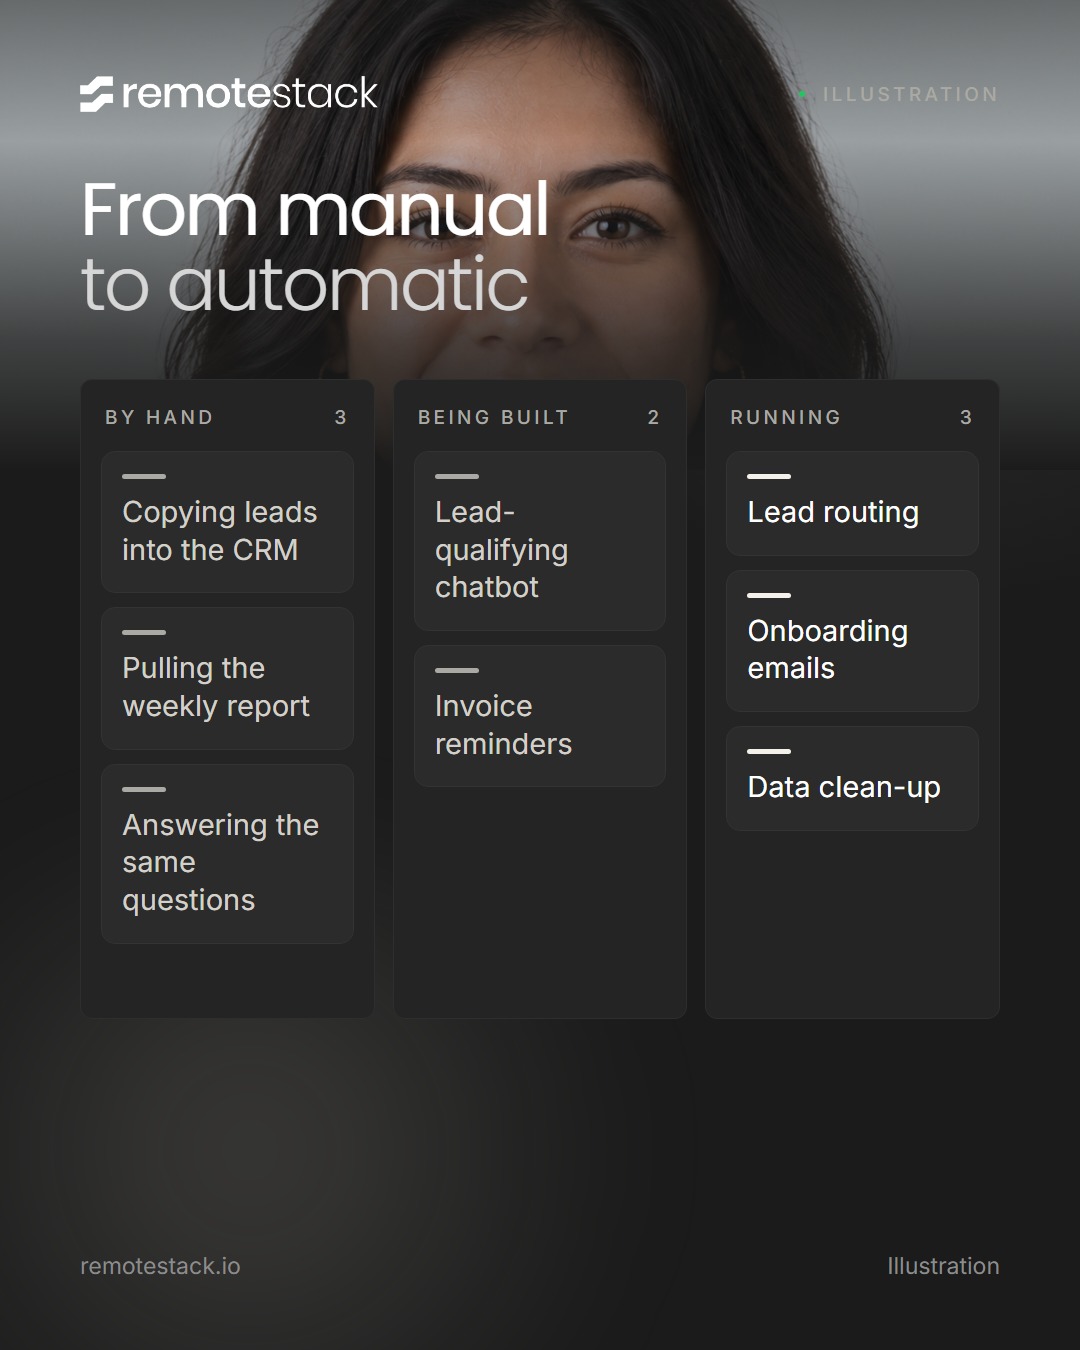 remotestack
ILLUSTRATION
From manual
to automatic
BY HAND 3
Copying leads
into the CRM
Pulling the
weekly report
Answering the
same
questions
BEING BUILT 2
Lead-
qualifying
chatbot
Invoice
reminders
RUNNING 3
Lead routing
Onboarding
emails
Data clean-up
remotestack.io
Illustration